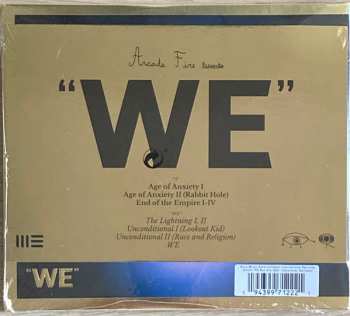 Arcade Fire
"WE"
Age of Anxiety I
Age of Anxiety II (Rabbit Hole)
End of the Empire I-IV
The Lightning I, II
Unconditional I (Lookout Kid)
Unconditional II (Race and Religion)
WE
"WE"